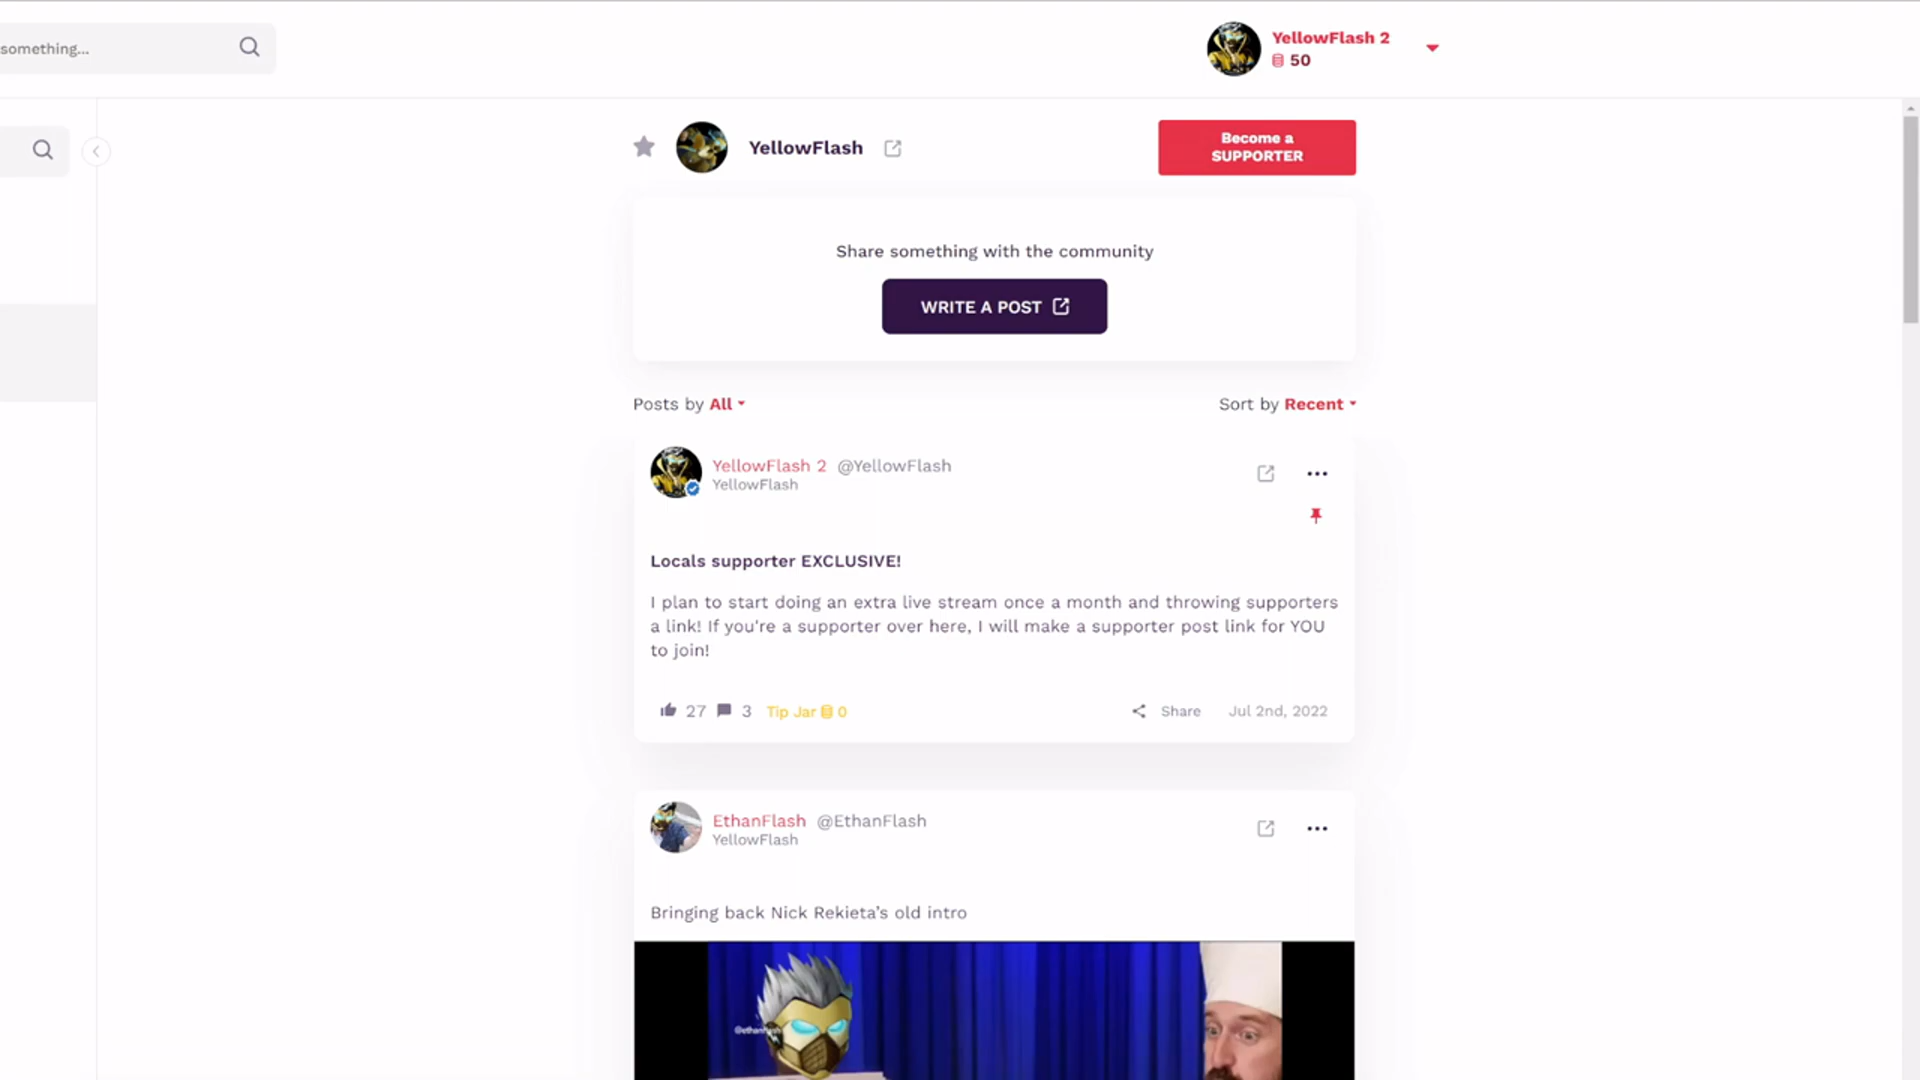 something...
YellowFlash 2
50
YellowFlash
Become a
SUPPORTER
Share something with the community
WRITE A POST
Posts by All
Sort by Recent
YellowFlash 2 @YellowFlash
YellowFlash
Locals supporter EXCLUSIVE!
I plan to start doing an extra live stream once a month and throwing supporters
a link! If you're a supporter over here, I will make a supporter post link for YOU
to join!
27 3 Tip Jar 0 Share Jul 2nd, 2022
EthanFlash @EthanFlash
YellowFlash
Bringing back Nick Rekieta's old intro